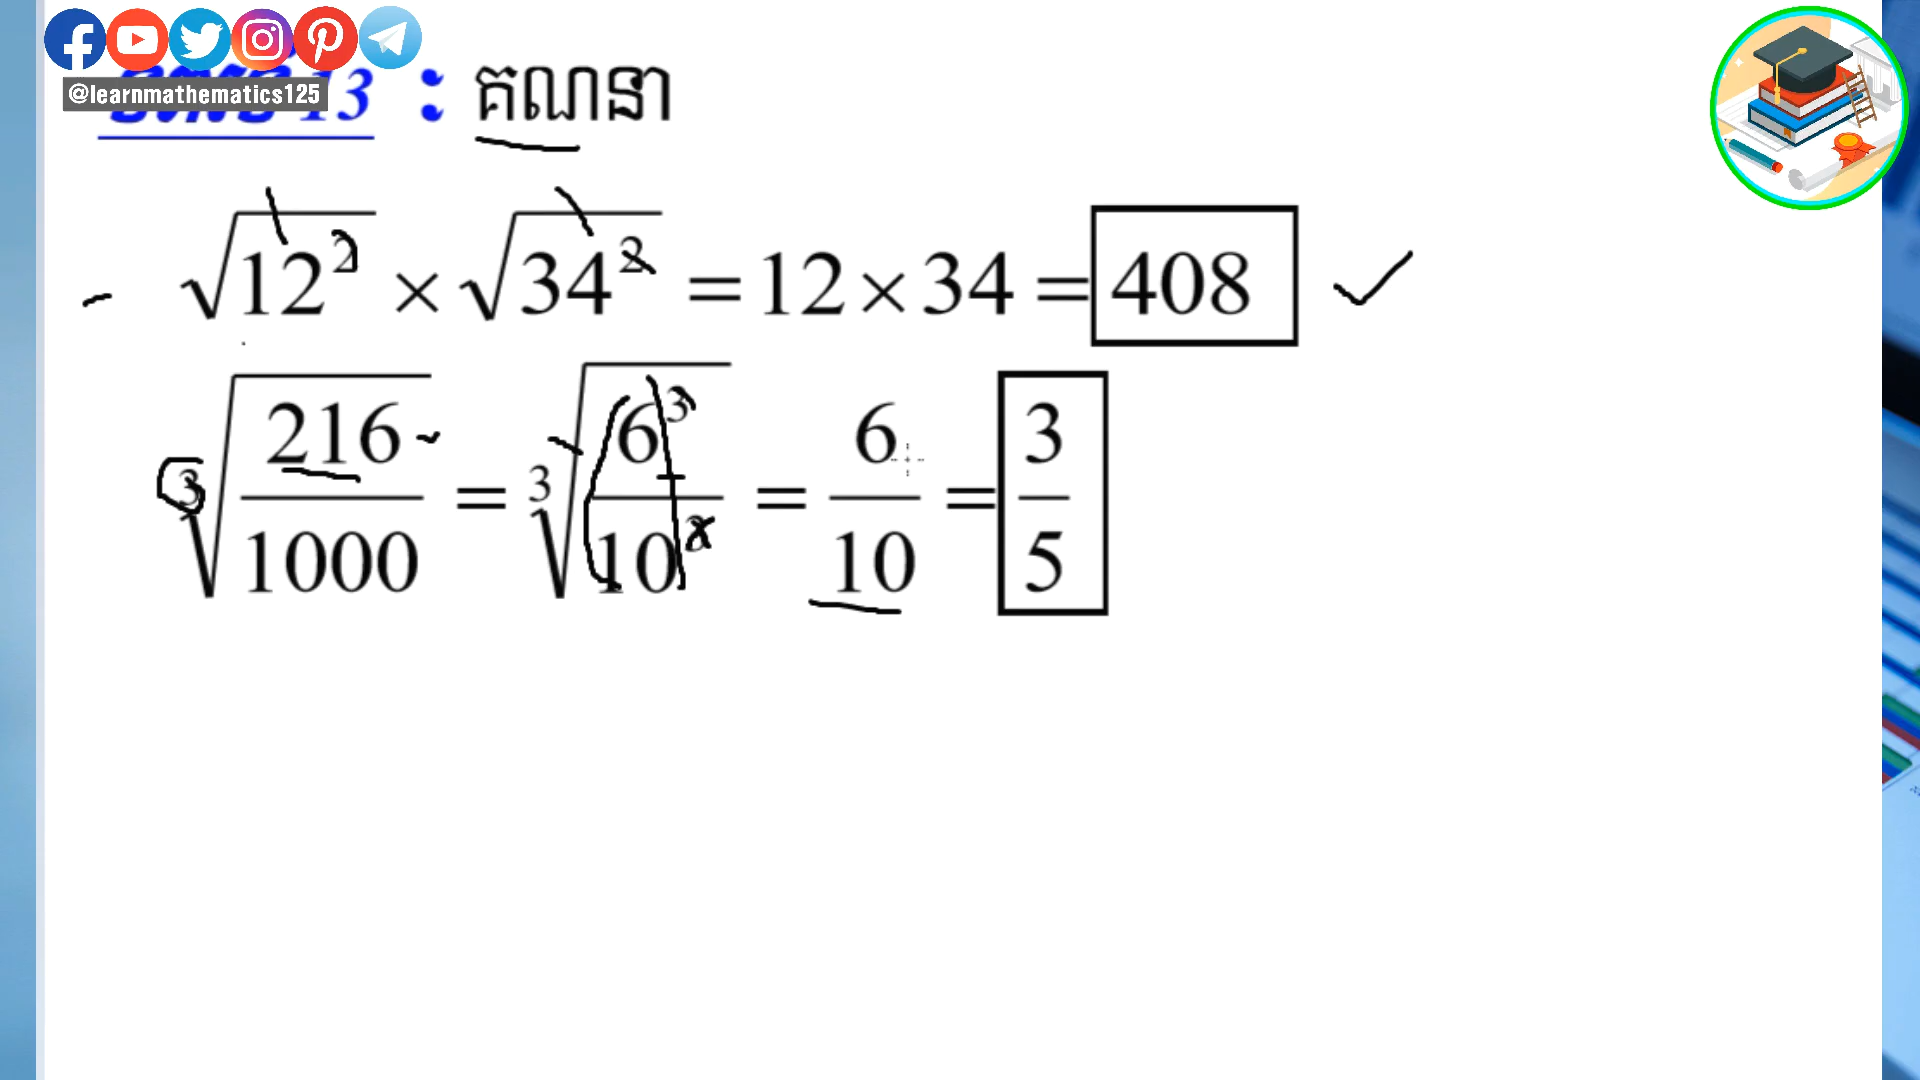 @learnmathematics125
13 : គណនា
√12² × √34² = 12 × 34 = 408
∛(216/1000) = ∛(6³/10³) = 6/10 = 3/5